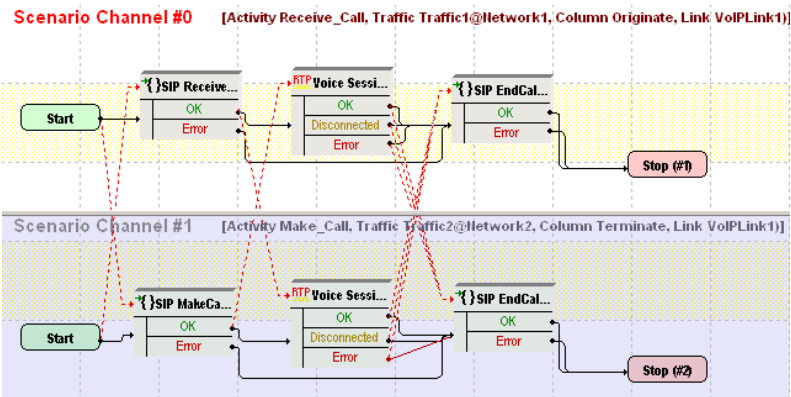 Scenario Channel #0 [Activity Receive_Call, Traffic Traffic1@Network1, Column Originate, Link VoIPLink1)]
{}SIP Receive...
OK
Error
RTP Voice Sessi...
OK
Disconnected
Error
{}SIP EndCal...
OK
Error
Start
Stop (#1)
Scenario Channel #1 [Activity Make_Call, Traffic Traffic2@Network2, Column Terminate, Link VoIPLink1)]
{}SIP MakeCa...
OK
Error
RTP Voice Sessi...
OK
Disconnected
Error
{}SIP EndCal...
OK
Error
Start
Stop (#2)